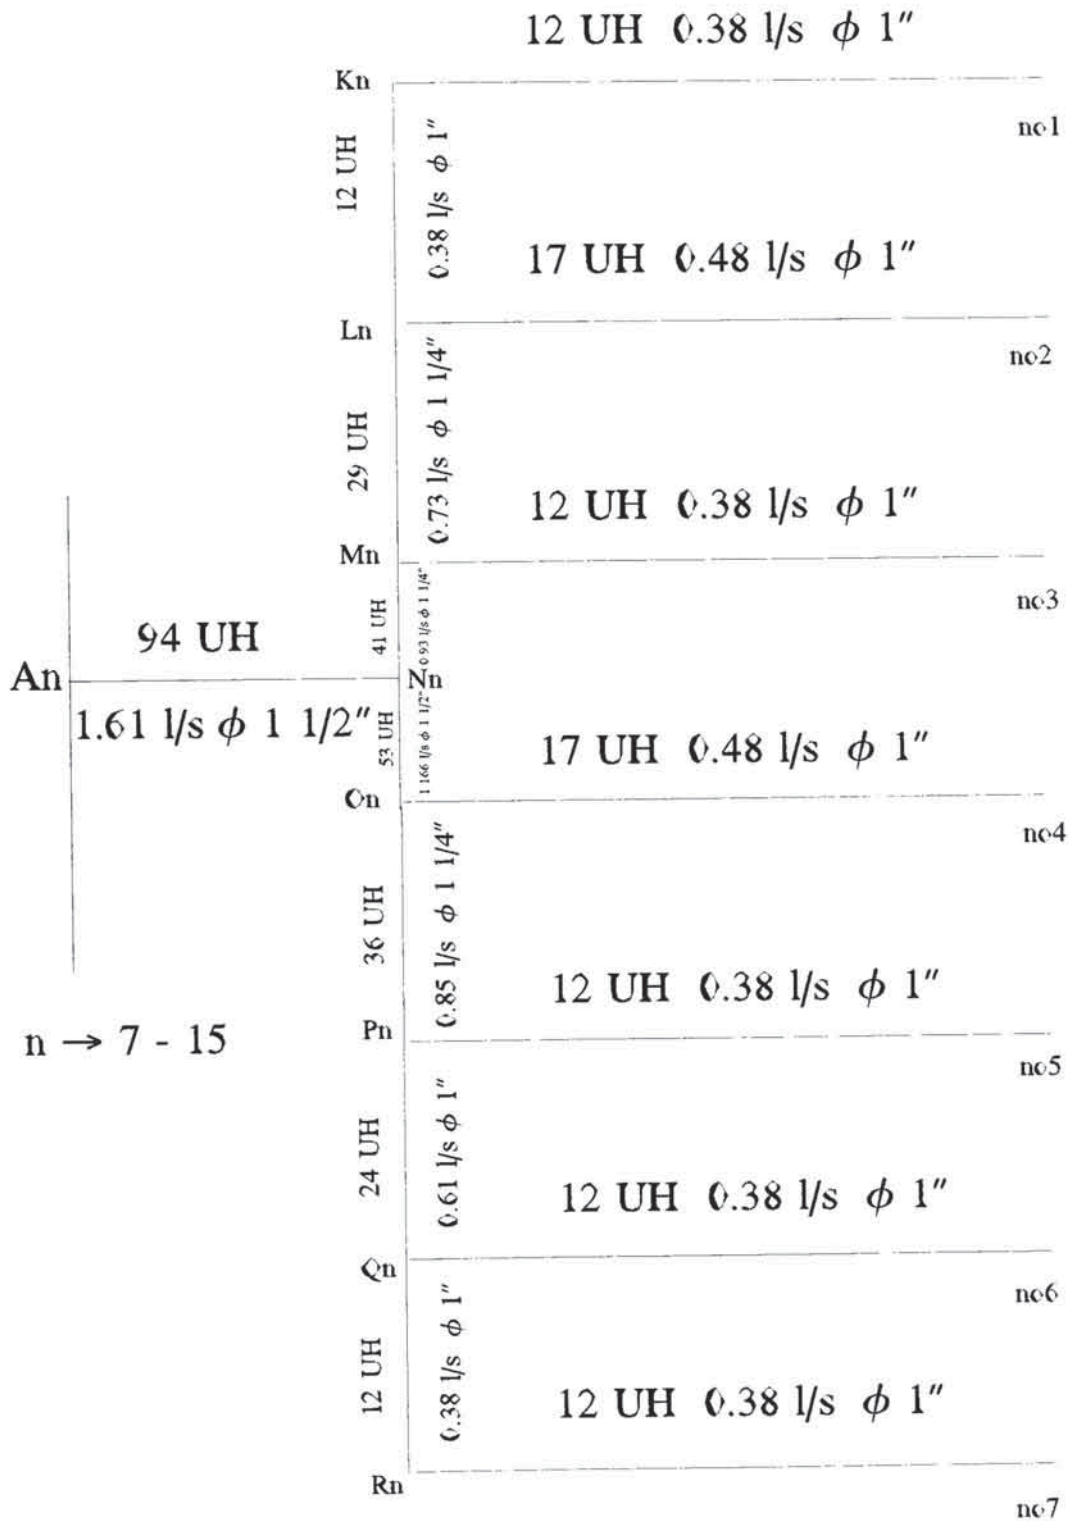 12 UH 0.38 l/s ϕ 1"
Kn
no1
12 UH
0.38 l/s ϕ 1"
17 UH 0.48 l/s ϕ 1"
Ln
no2
29 UH
0.73 l/s ϕ 1 1/4"
12 UH 0.38 l/s ϕ 1"
Mn
no3
41 UH
0.93 l/s ϕ 1 1/4"
94 UH
An
Nn
1.61 l/s ϕ 1 1/2"
53 UH
1.166 l/s ϕ 1 1/2"
17 UH 0.48 l/s ϕ 1"
On
no4
36 UH
0.85 l/s ϕ 1 1/4"
12 UH 0.38 l/s ϕ 1"
Pn
n → 7 - 15
no5
24 UH
0.61 l/s ϕ 1"
12 UH 0.38 l/s ϕ 1"
Qn
no6
12 UH
0.38 l/s ϕ 1"
12 UH 0.38 l/s ϕ 1"
Rn
no7